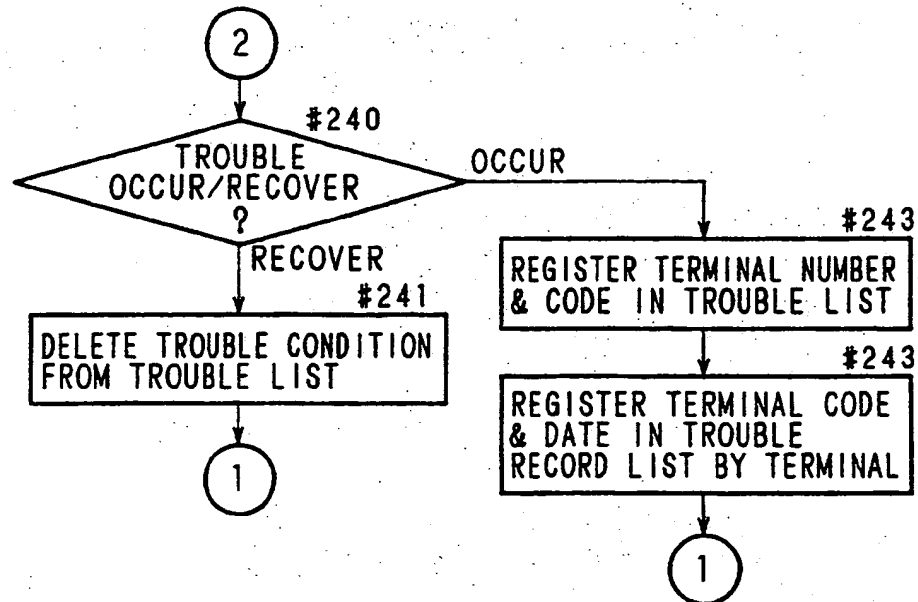 2
#240
TROUBLE
OCCUR/RECOVER
?
OCCUR
RECOVER
#241
DELETE TROUBLE CONDITION
FROM TROUBLE LIST
1
#243
REGISTER TERMINAL NUMBER
& CODE IN TROUBLE LIST
#243
REGISTER TERMINAL CODE
& DATE IN TROUBLE
RECORD LIST BY TERMINAL
1